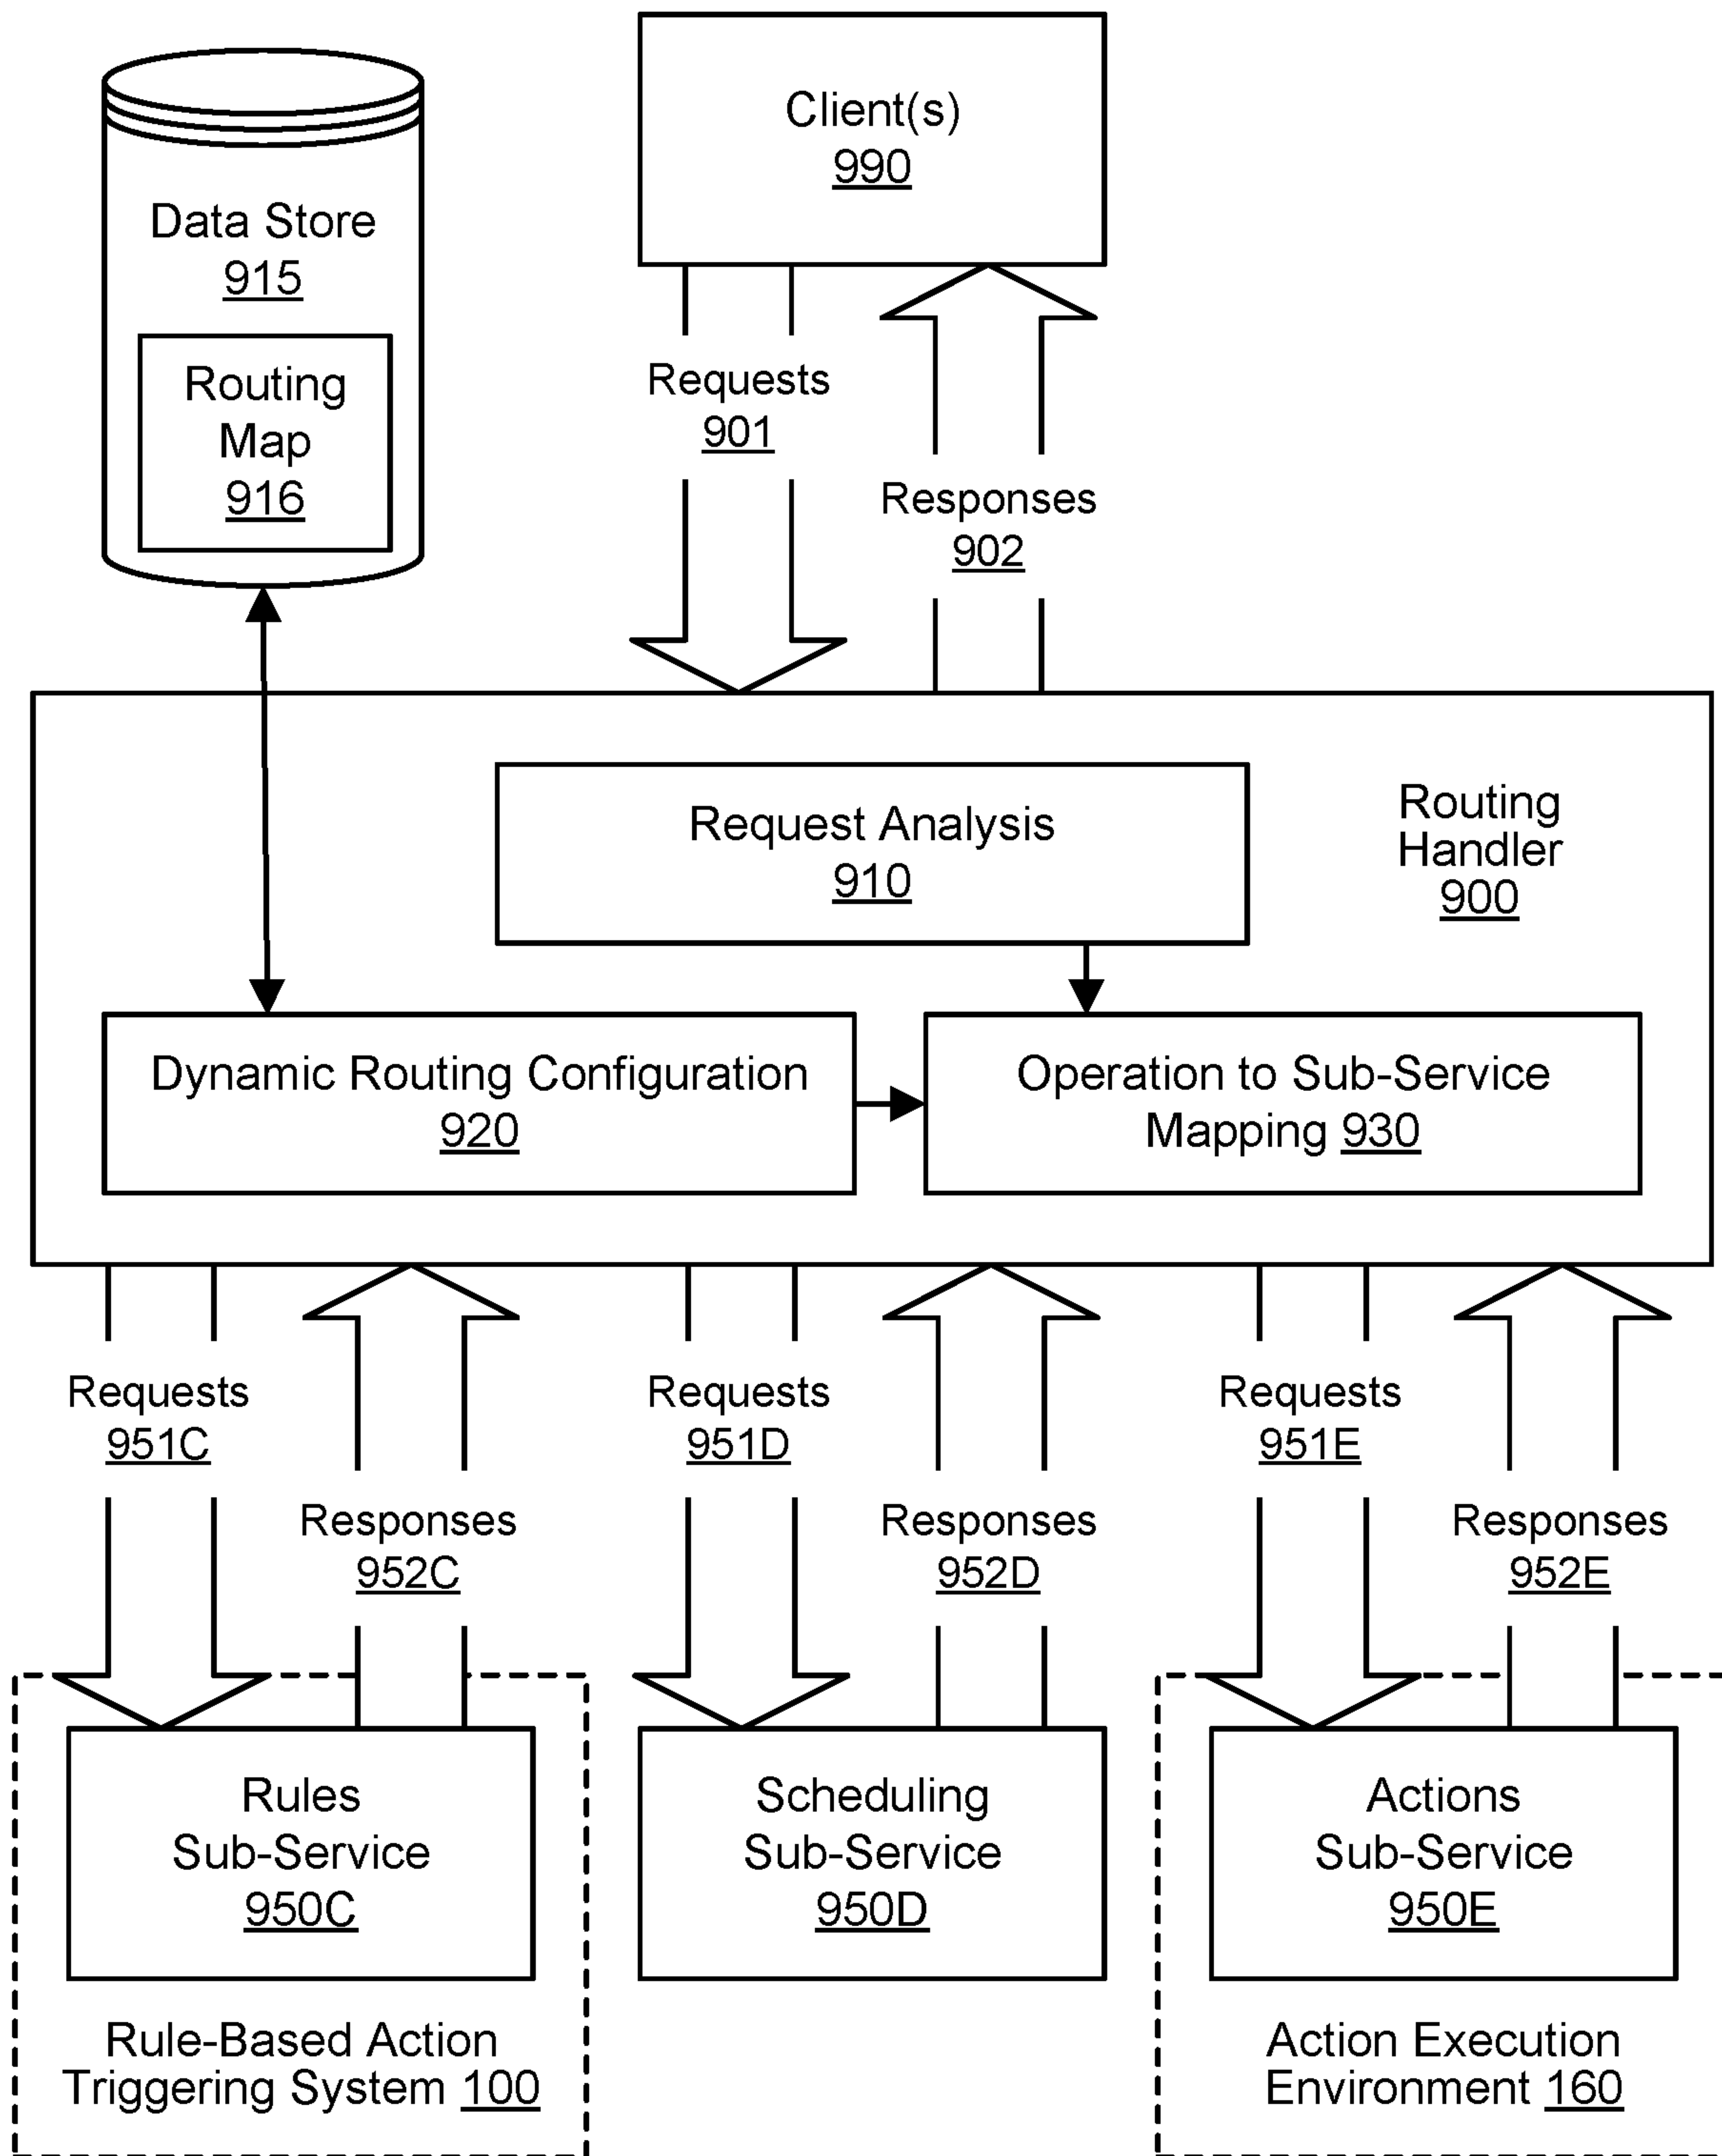 Client(s)
990
Data Store
915
Routing
Map
916
Requests
901
Responses
902
Request Analysis
910
Routing
Handler
900
Dynamic Routing Configuration
920
Operation to Sub-Service
Mapping 930
Requests
951C
Responses
952C
Requests
951D
Responses
952D
Requests
951E
Responses
952E
Rules
Sub-Service
950C
Scheduling
Sub-Service
950D
Actions
Sub-Service
950E
Rule-Based Action
Triggering System 100
Action Execution
Environment 160